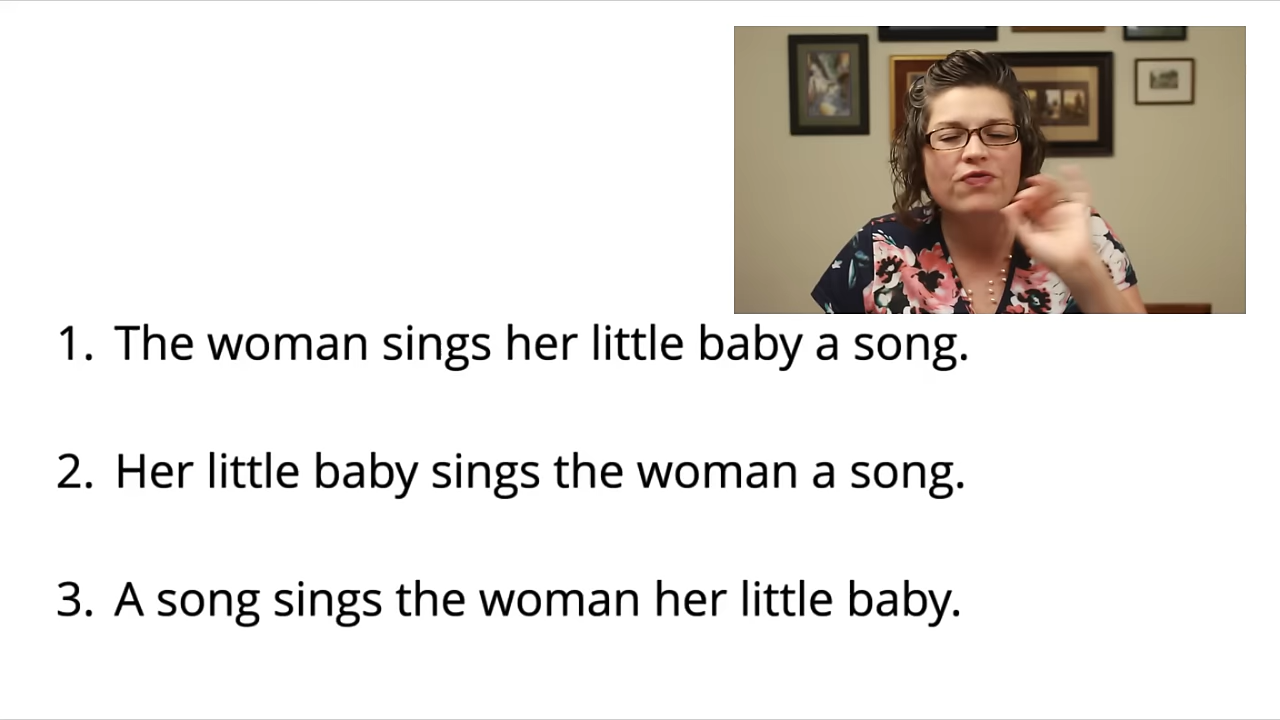 1. The woman sings her little baby a song.
2. Her little baby sings the woman a song.
3. A song sings the woman her little baby.